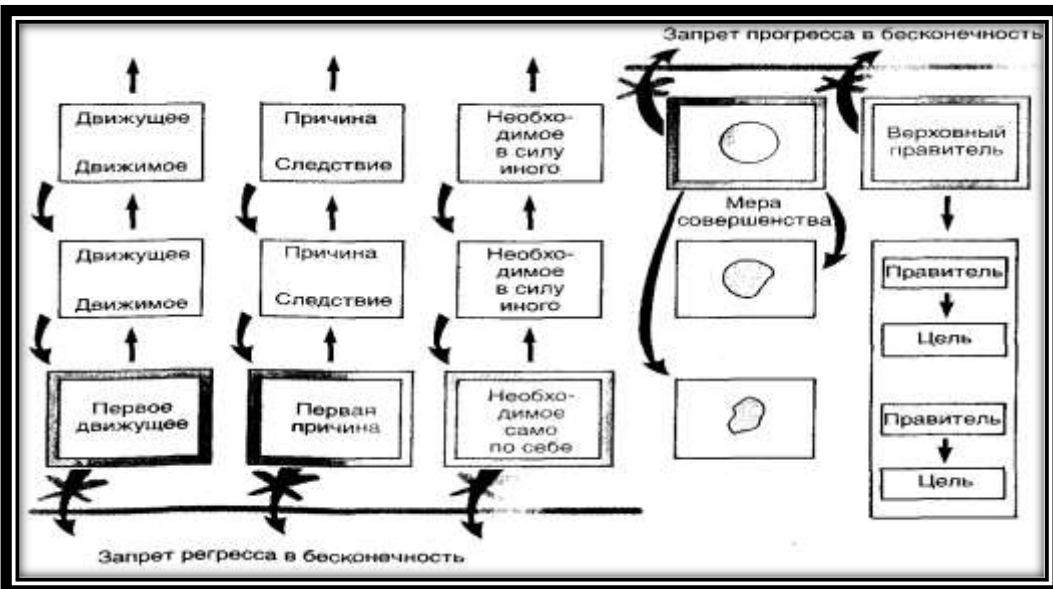 Запрет прогресса в бесконечность
Движущее
Движимое
Причина
Следствие
Необхо-
димое
в силу
иного
Верховный
правитель
Мера
совершенства
Движущее
Движимое
Причина
Следствие
Необхо-
димое
в силу
иного
Правитель
Цель
Первое
движущее
Первая
причина
Необхо-
димое
само
по себе
Правитель
Цель
Запрет регресса в бесконечность